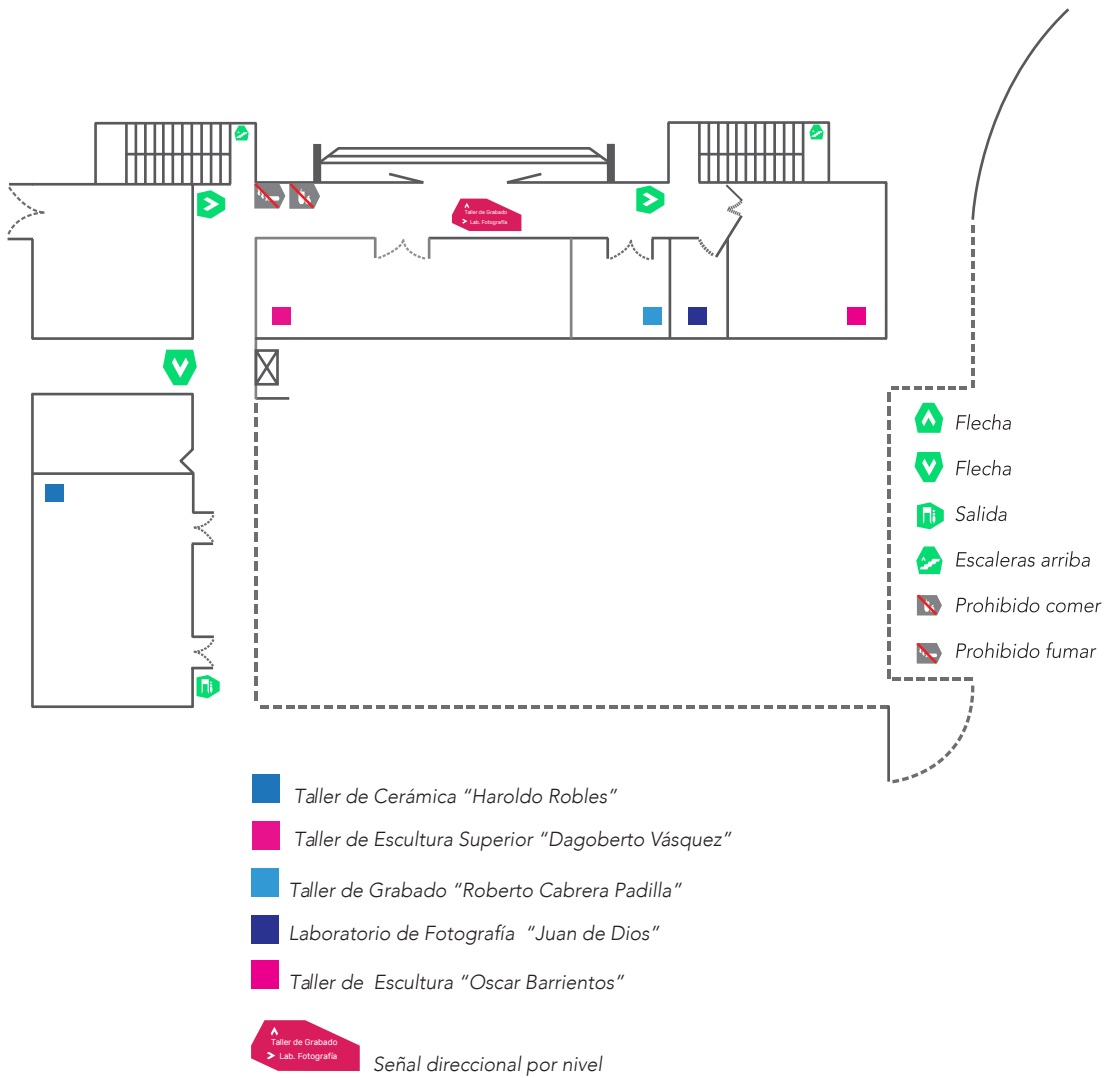 Taller de Grabado
Lab. Fotografía
Flecha
Flecha
Salida
Escaleras arriba
Prohibido comer
Prohibido fumar
Taller de Cerámica “Haroldo Robles”
Taller de Escultura Superior “Dagoberto Vásquez”
Taller de Grabado “Roberto Cabrera Padilla”
Laboratorio de Fotografía “Juan de Dios”
Taller de Escultura “Oscar Barrientos”
Taller de Grabado
Lab. Fotografía
Señal direccional por nivel